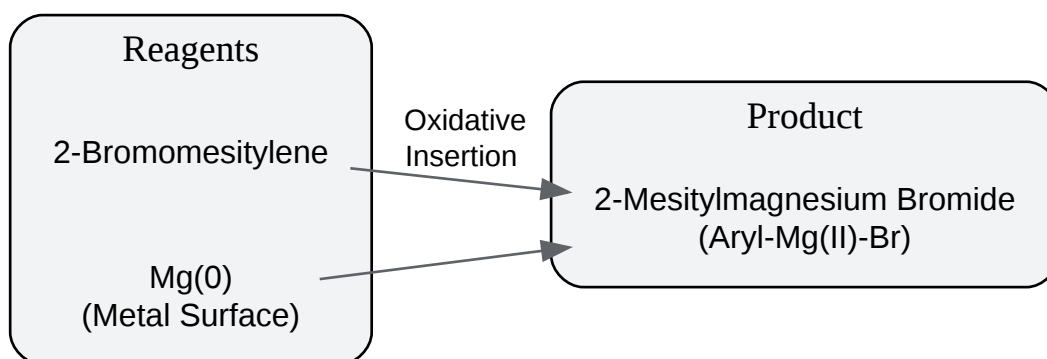 Reagents
2-Bromomesitylene
Mg(0)
(Metal Surface)
Oxidative
Insertion
Product
2-Mesitylmagnesium Bromide
(Aryl-Mg(II)-Br)